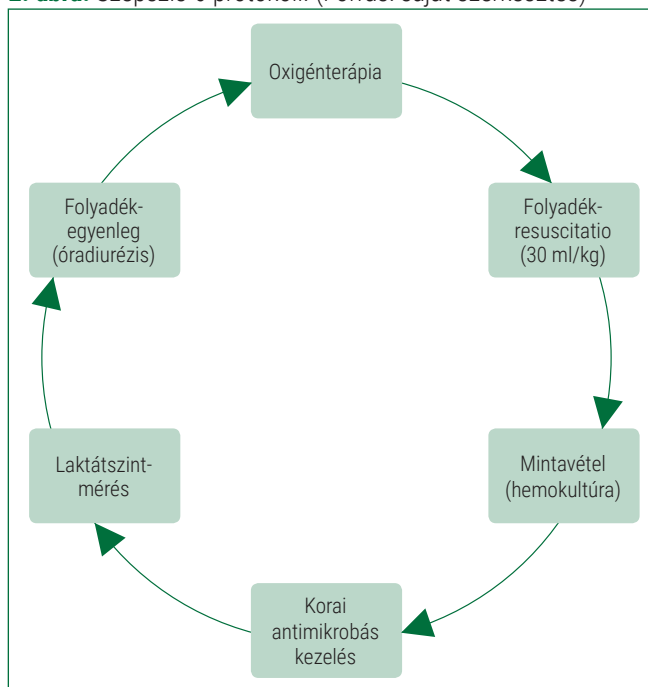 Oxigénterápia
Folyadék-
resuscitatio
(30 ml/kg)
Mintavétel
(hemokultúra)
Korai
antimikrobás
kezelés
Laktátszint-
mérés
Folyadék-
egyenleg
(óradiurézis)